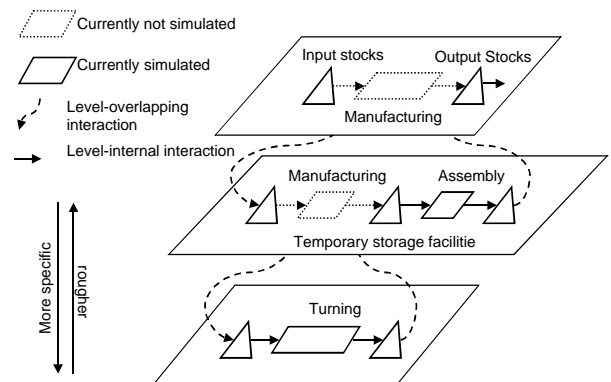 Currently not simulated
Currently simulated
Level-overlapping
interaction
Level-internal interaction
Input stocks
Output Stocks
Manufacturing
Manufacturing
Assembly
Temporary storage facilitie
Turning
More specific
rougher